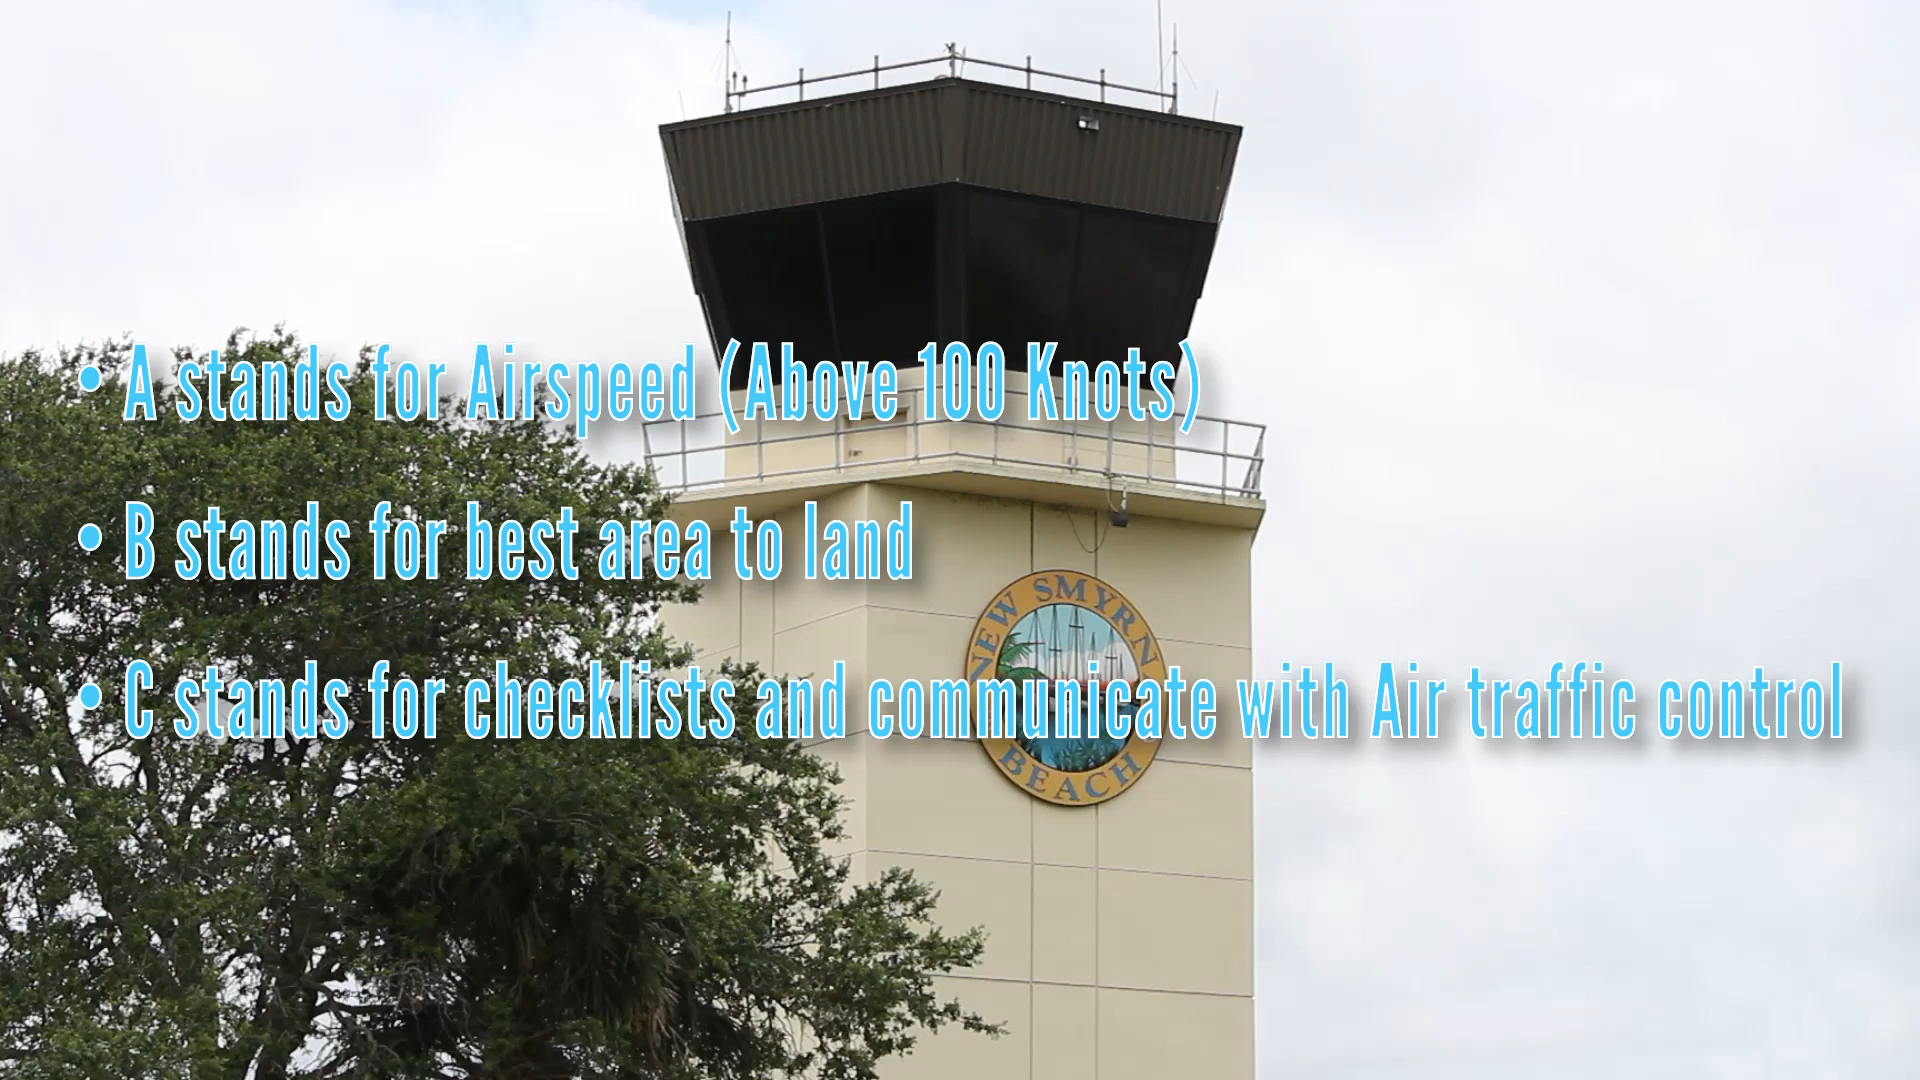 • A stands for Airspeed (Above 100 Knots)
• B stands for best area to land
• C stands for checklists and communicate with Air traffic control
NEW SMYRN
BEACH